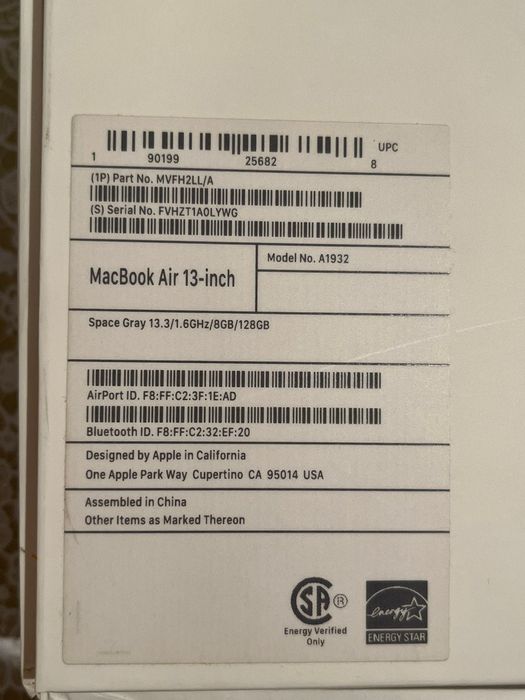 UPC
1 90199 25682 8
(1P) Part No. MVFH2LL/A
(S) Serial No. FVHZT1A0LYWG
MacBook Air 13-inch
Model No. A1932
Space Gray 13.3/1.6GHz/8GB/128GB
AirPort ID. F8:FF:C2:3F:1E:AD
Bluetooth ID. F8:FF:C2:32:EF:20
Designed by Apple in California
One Apple Park Way Cupertino CA 95014 USA
Assembled in China
Other Items as Marked Thereon
SA ®
Energy Verified
Only
energy
ENERGY STAR